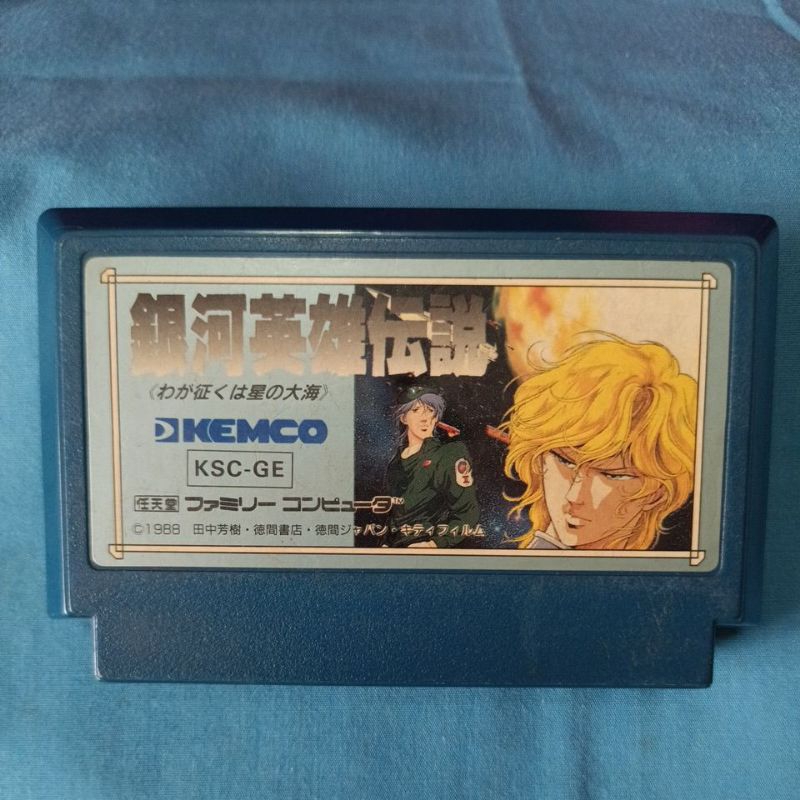 銀河英雄伝説
《わが征くは星の大海》
KEMCO
KSC-GE
任天堂 ファミリー コンピュータ™
©1988 田中芳樹・徳間書店・徳間ジャパン・キティフィルム